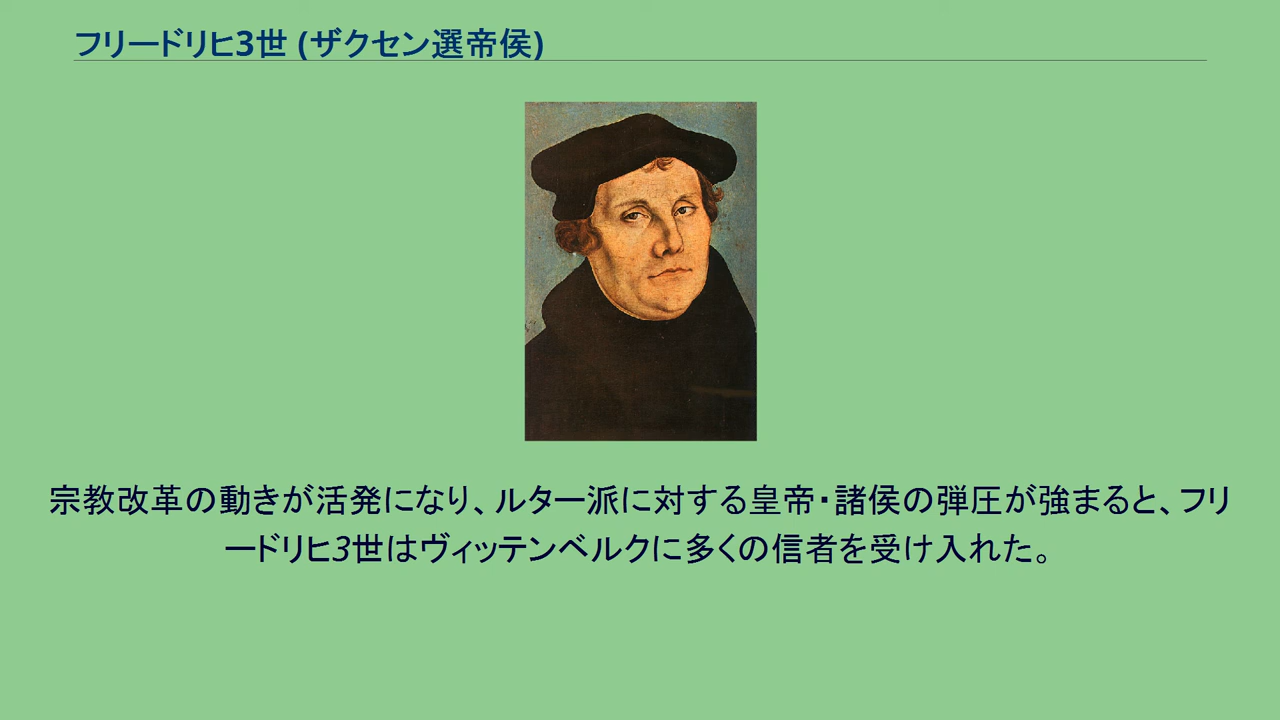 フリードリヒ3世 (ザクセン選帝侯)
宗教改革の動きが活発になり、ルター派に対する皇帝・諸侯の弾圧が強まると、フリ
ードリヒ3世はヴィッテンベルクに多くの信者を受け入れた。